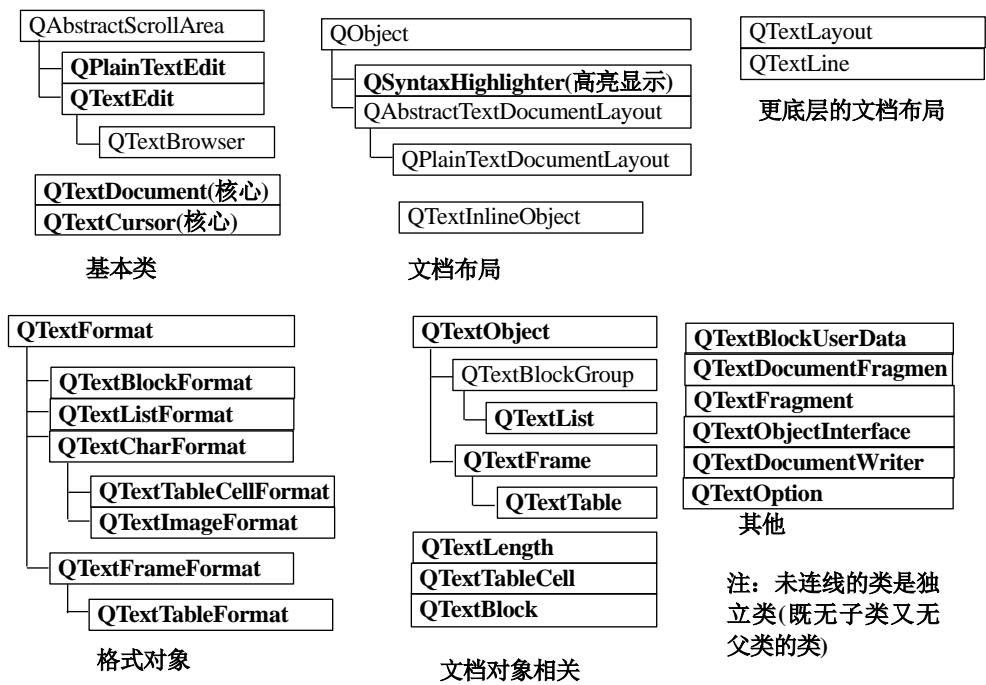 QAbstractScrollArea
QPlainTextEdit
QTextEdit
QTextBrowser
QTextDocument(核心)
QTextCursor(核心)
基本类
QObject
QSyntaxHighlighter(高亮显示)
QAbstractTextDocumentLayout
QPlainTextDocumentLayout
QTextInlineObject
文档布局
QTextLayout
QTextLine
更底层的文档布局
QTextFormat
QTextBlockFormat
QTextListFormat
QTextCharFormat
QTextTableCellFormat
QTextImageFormat
QTextFrameFormat
QTextTableFormat
格式对象
QTextObject
QTextBlockGroup
QTextList
QTextFrame
QTextTable
QTextLength
QTextTableCell
QTextBlock
文档对象相关
QTextBlockUserData
QTextDocumentFragmen
QTextFragment
QTextObjectInterface
QTextDocumentWriter
QTextOption
其他
注：未连线的类是独
立类(既无子类又无
父类的类)